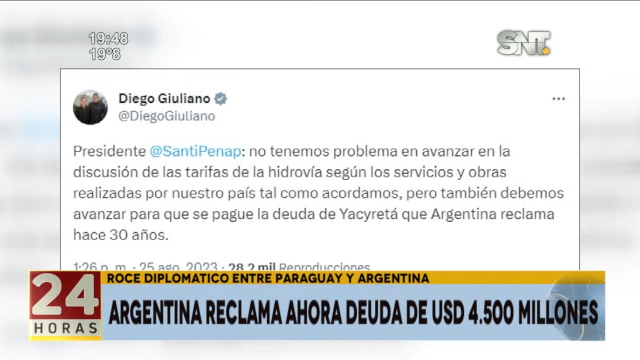 19:48
19°8
SNT
Diego Giuliano
@DiegoGiuliano
Presidente @SantiPenap: no tenemos problema en avanzar en la
discusión de las tarifas de la hidrovía según los servicios y obras
realizadas por nuestro país tal como acordamos, pero también debemos
avanzar para que se pague la deuda de Yacyretá que Argentina reclama
hace 30 años.
1:26 p. m. · 25 ago. 2023 · 28,2 mil Reproducciones
ROCE DIPLOMATICO ENTRE PARAGUAY Y ARGENTINA
24
HORAS
ARGENTINA RECLAMA AHORA DEUDA DE USD 4.500 MILLONES